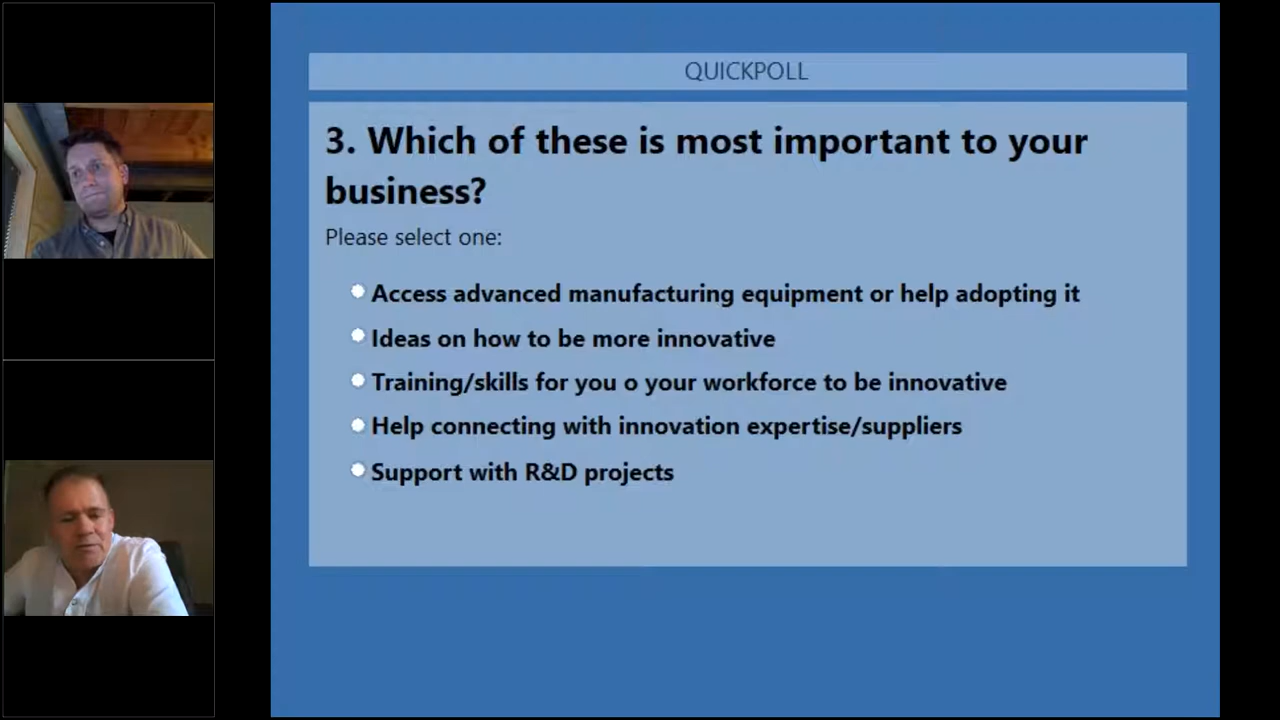 QUICKPOLL
3. Which of these is most important to your
business?
Please select one:
Access advanced manufacturing equipment or help adopting it
Ideas on how to be more innovative
Training/skills for you o your workforce to be innovative
Help connecting with innovation expertise/suppliers
Support with R&D projects